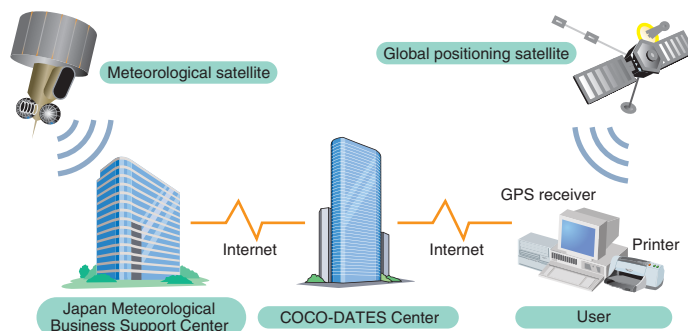 Global positioning satellite
Meteorological satellite
GPS receiver
Printer
Internet
Internet
Japan Meteorological
Business Support Center
COCO-DATES Center
User